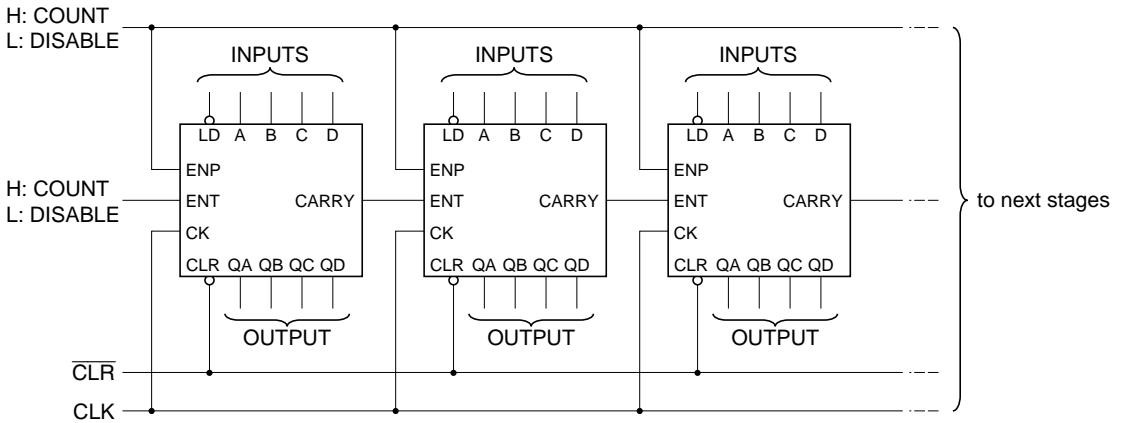 H: COUNT
L: DISABLE
INPUTS INPUTS INPUTS
LD A B C D LD A B C D LD A B C D
ENP ENP ENP
H: COUNT
L: DISABLE
ENT CARRY ENT CARRY ENT CARRY
to next stages
CK CK CK
CLR QA QB QC QD CLR QA QB QC QD CLR QA QB QC QD
OUTPUT OUTPUT OUTPUT
CLR
CLK